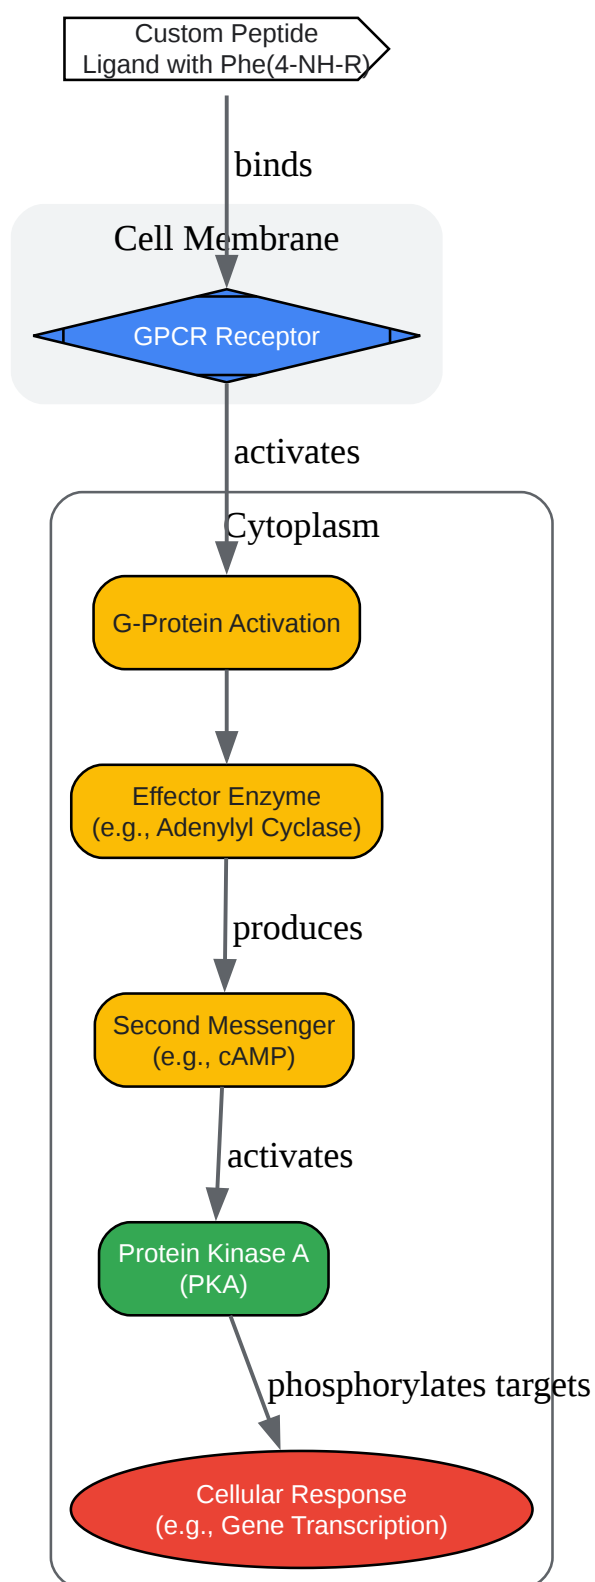 Custom Peptide
Ligand with Phe(4-NH-R)
binds
Cell Membrane
GPCR Receptor
activates
Cytoplasm
G-Protein Activation
Effector Enzyme
(e.g., Adenylyl Cyclase)
produces
Second Messenger
(e.g., cAMP)
activates
Protein Kinase A
(PKA)
phosphorylates targets
Cellular Response
(e.g., Gene Transcription)